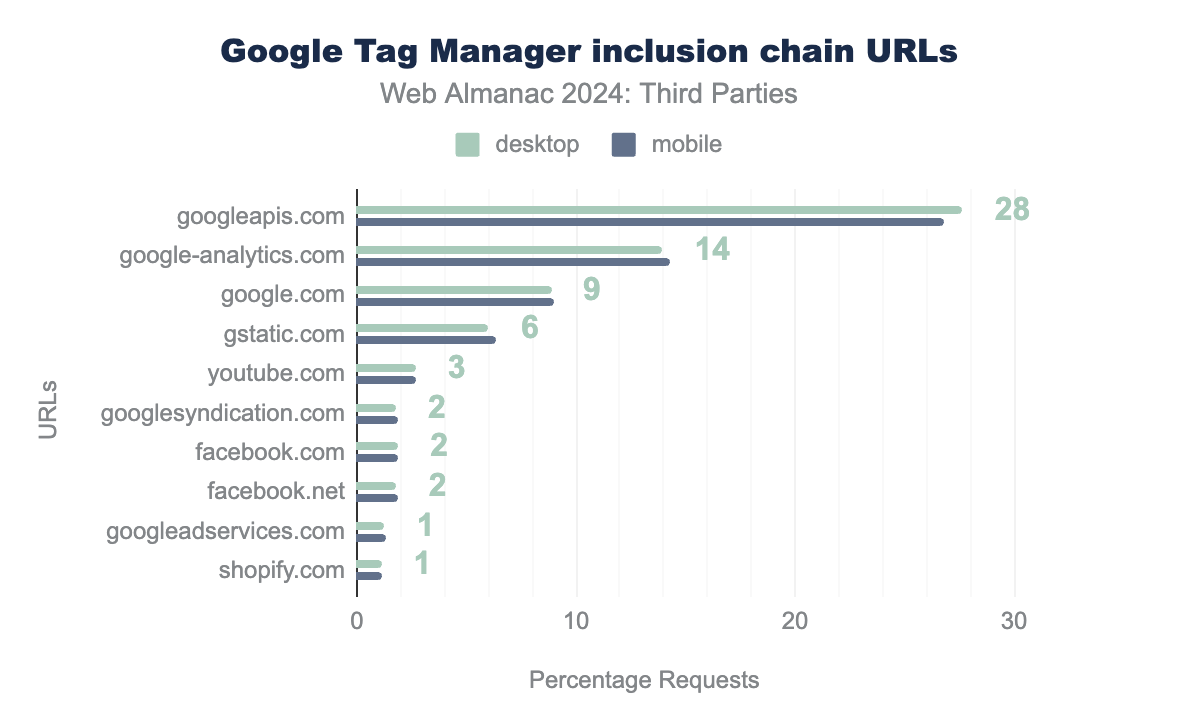 Google Tag Manager inclusion chain URLs
Web Almanac 2024: Third Parties
desktop mobile
googleapis.com 28
google-analytics.com 14
google.com 9
gstatic.com 6
youtube.com 3
googlesyndication.com 2
facebook.com 2
facebook.net 2
googleadservices.com 1
shopify.com 1
URLs
0 10 20 30
Percentage Requests